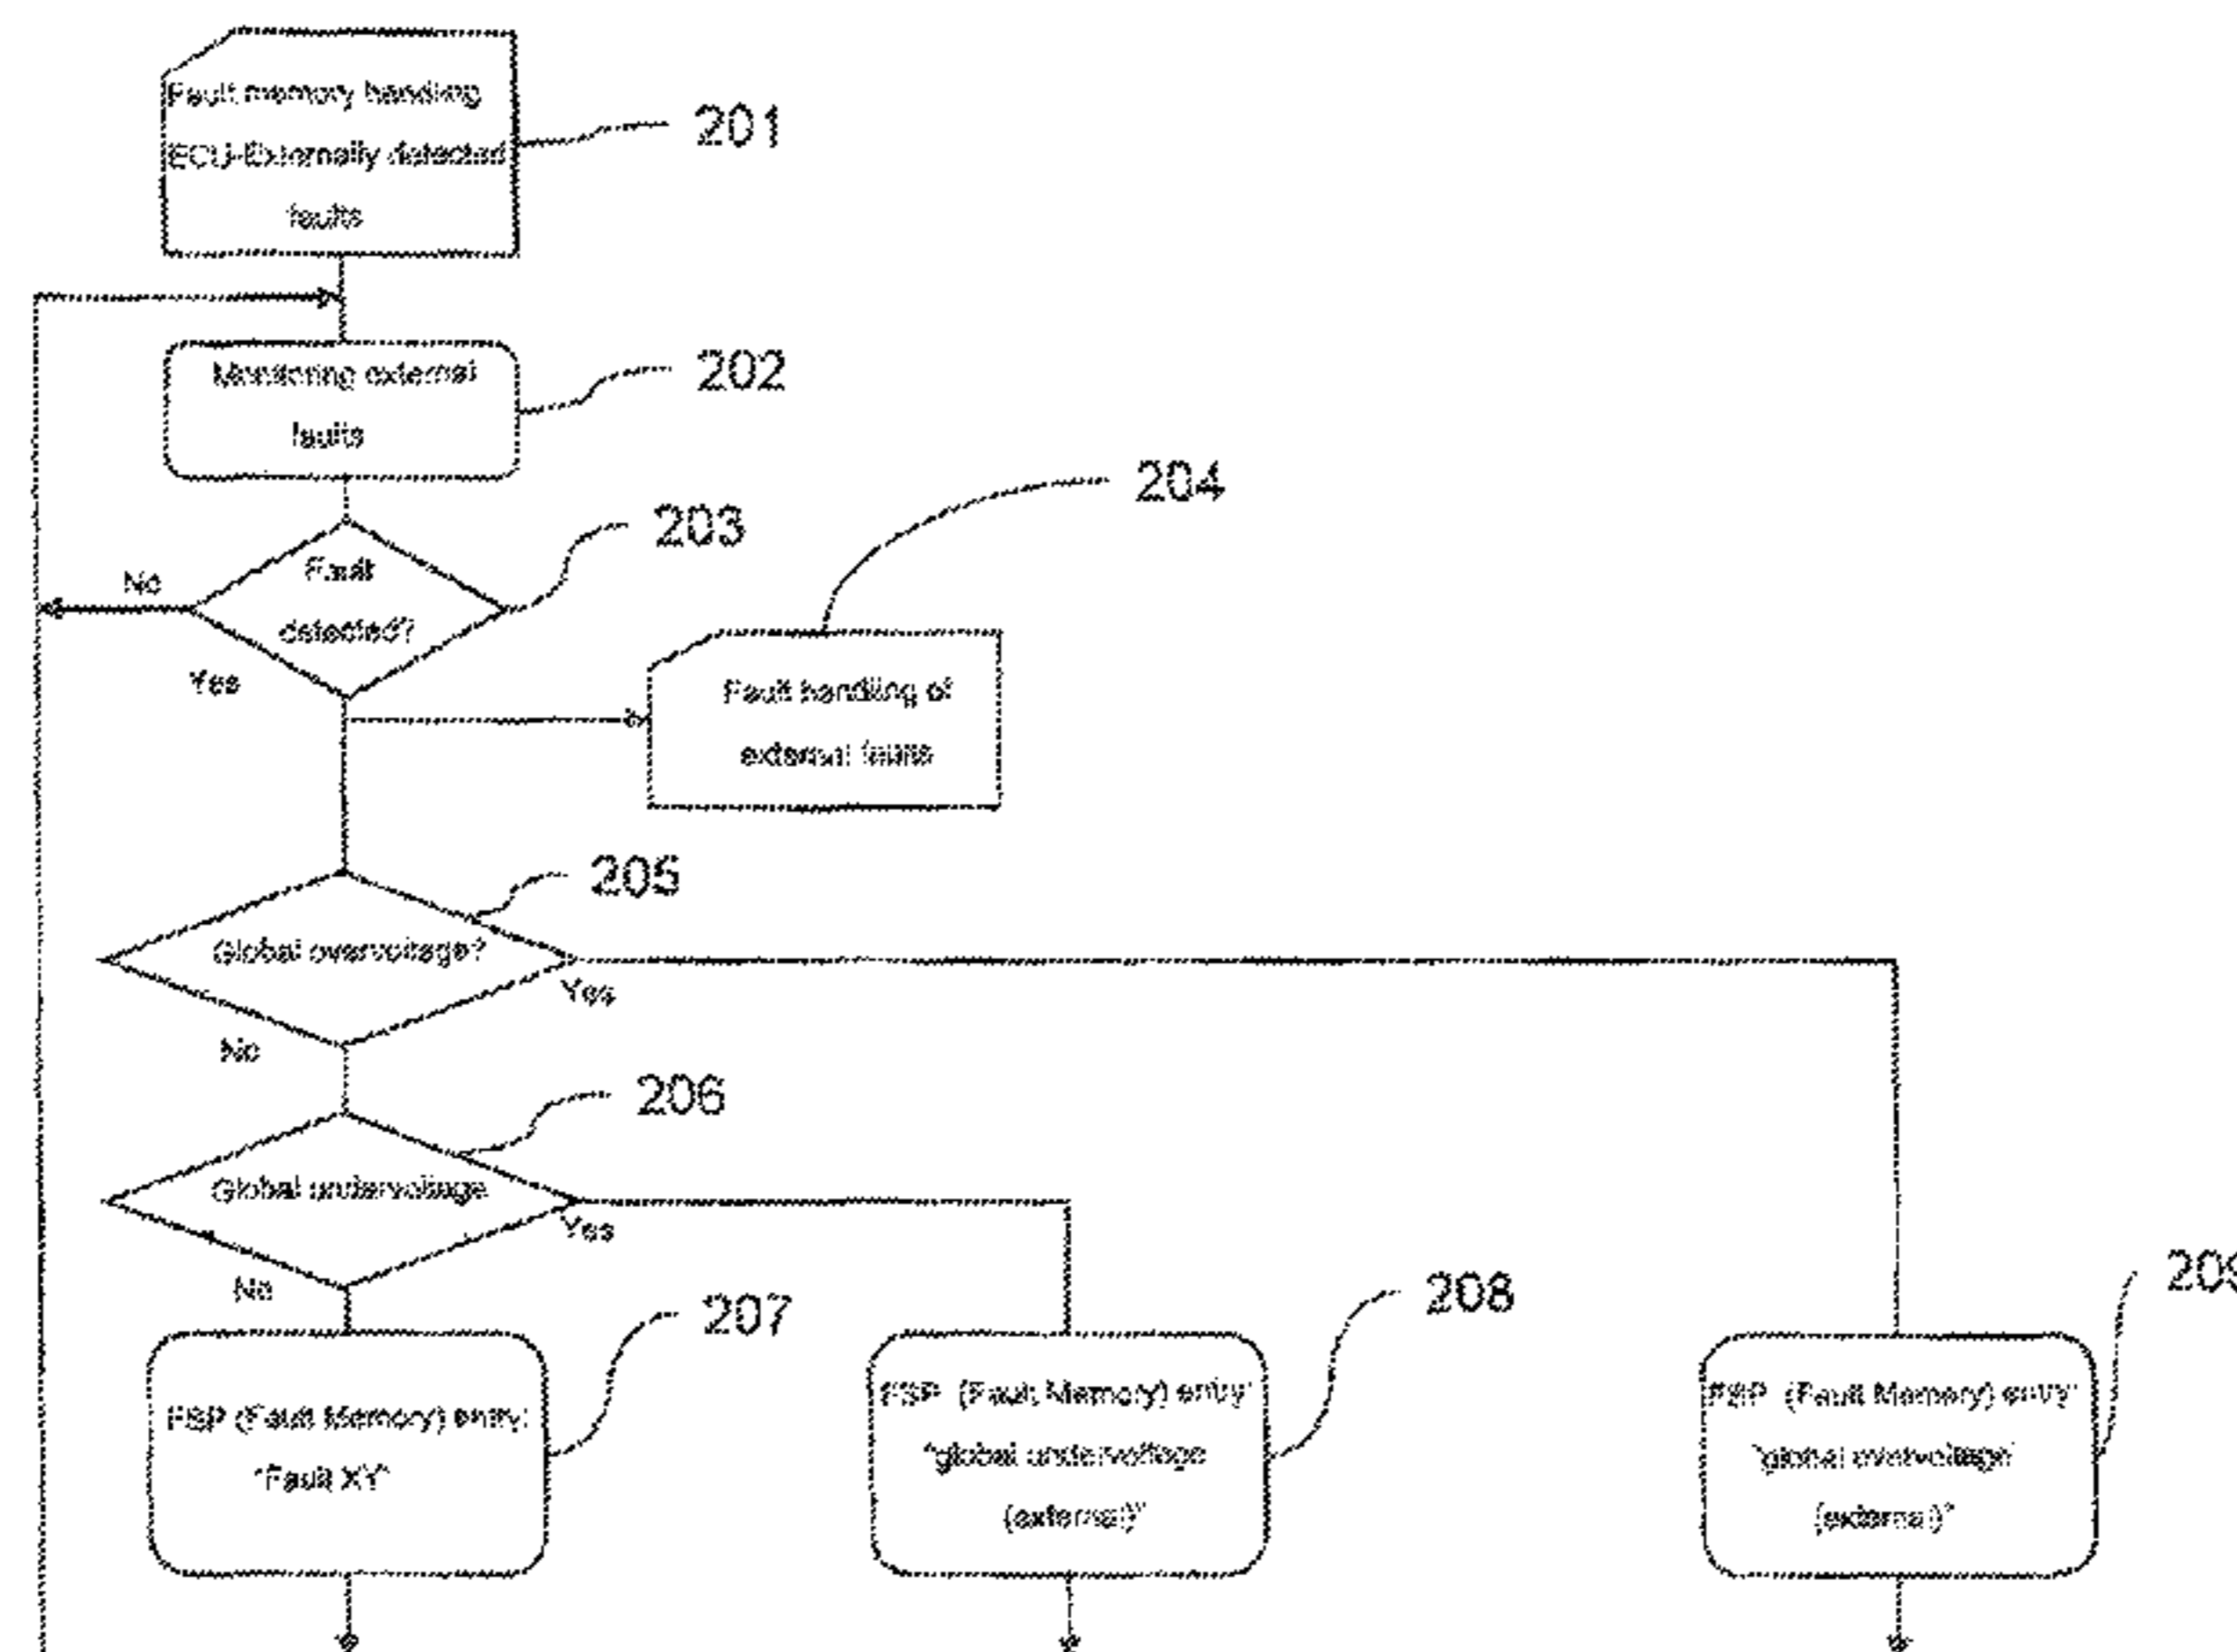 Fault memory handling
ECU-Externally detected
faults
201
Monitoring external
faults
202
Fault
detected?
203
No
Yes
204
Fault handling of
external faults
205
Global overvoltage?
Yes
No
206
Global undervoltage
Yes
No
207
FSP (Fault Memory) entry:
"Fault XY"
208
FSP (Fault Memory) entry
"global undervoltage
(external)"
209
FSP (Fault Memory) entry
"global overvoltage
(external)"